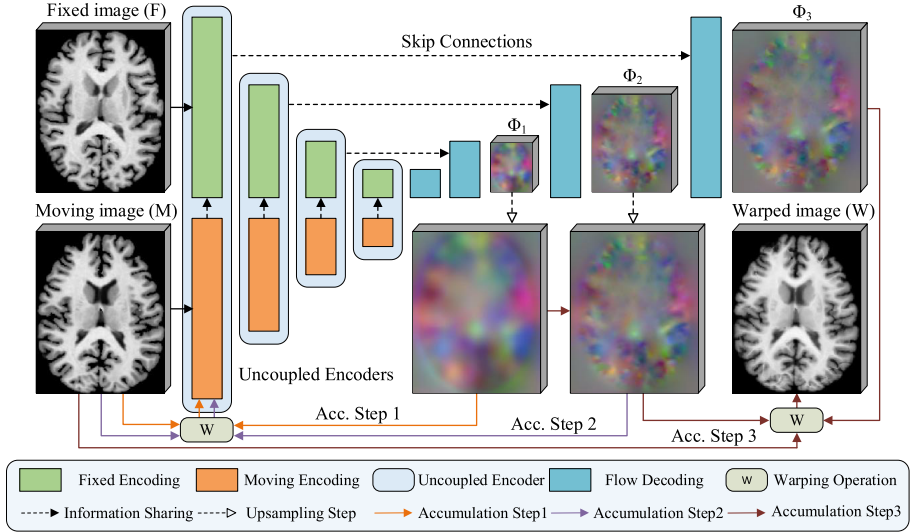 Fixed image (F)
Φ3
Skip Connections
Φ2
Φ1
Moving image (M)
Warped image (W)
Uncoupled Encoders
Acc. Step 1
Acc. Step 2
Acc. Step 3
W
W
Fixed Encoding
Moving Encoding
Uncoupled Encoder
Flow Decoding
W
Warping Operation
Information Sharing
Upsampling Step
Accumulation Step1
Accumulation Step2
Accumulation Step3